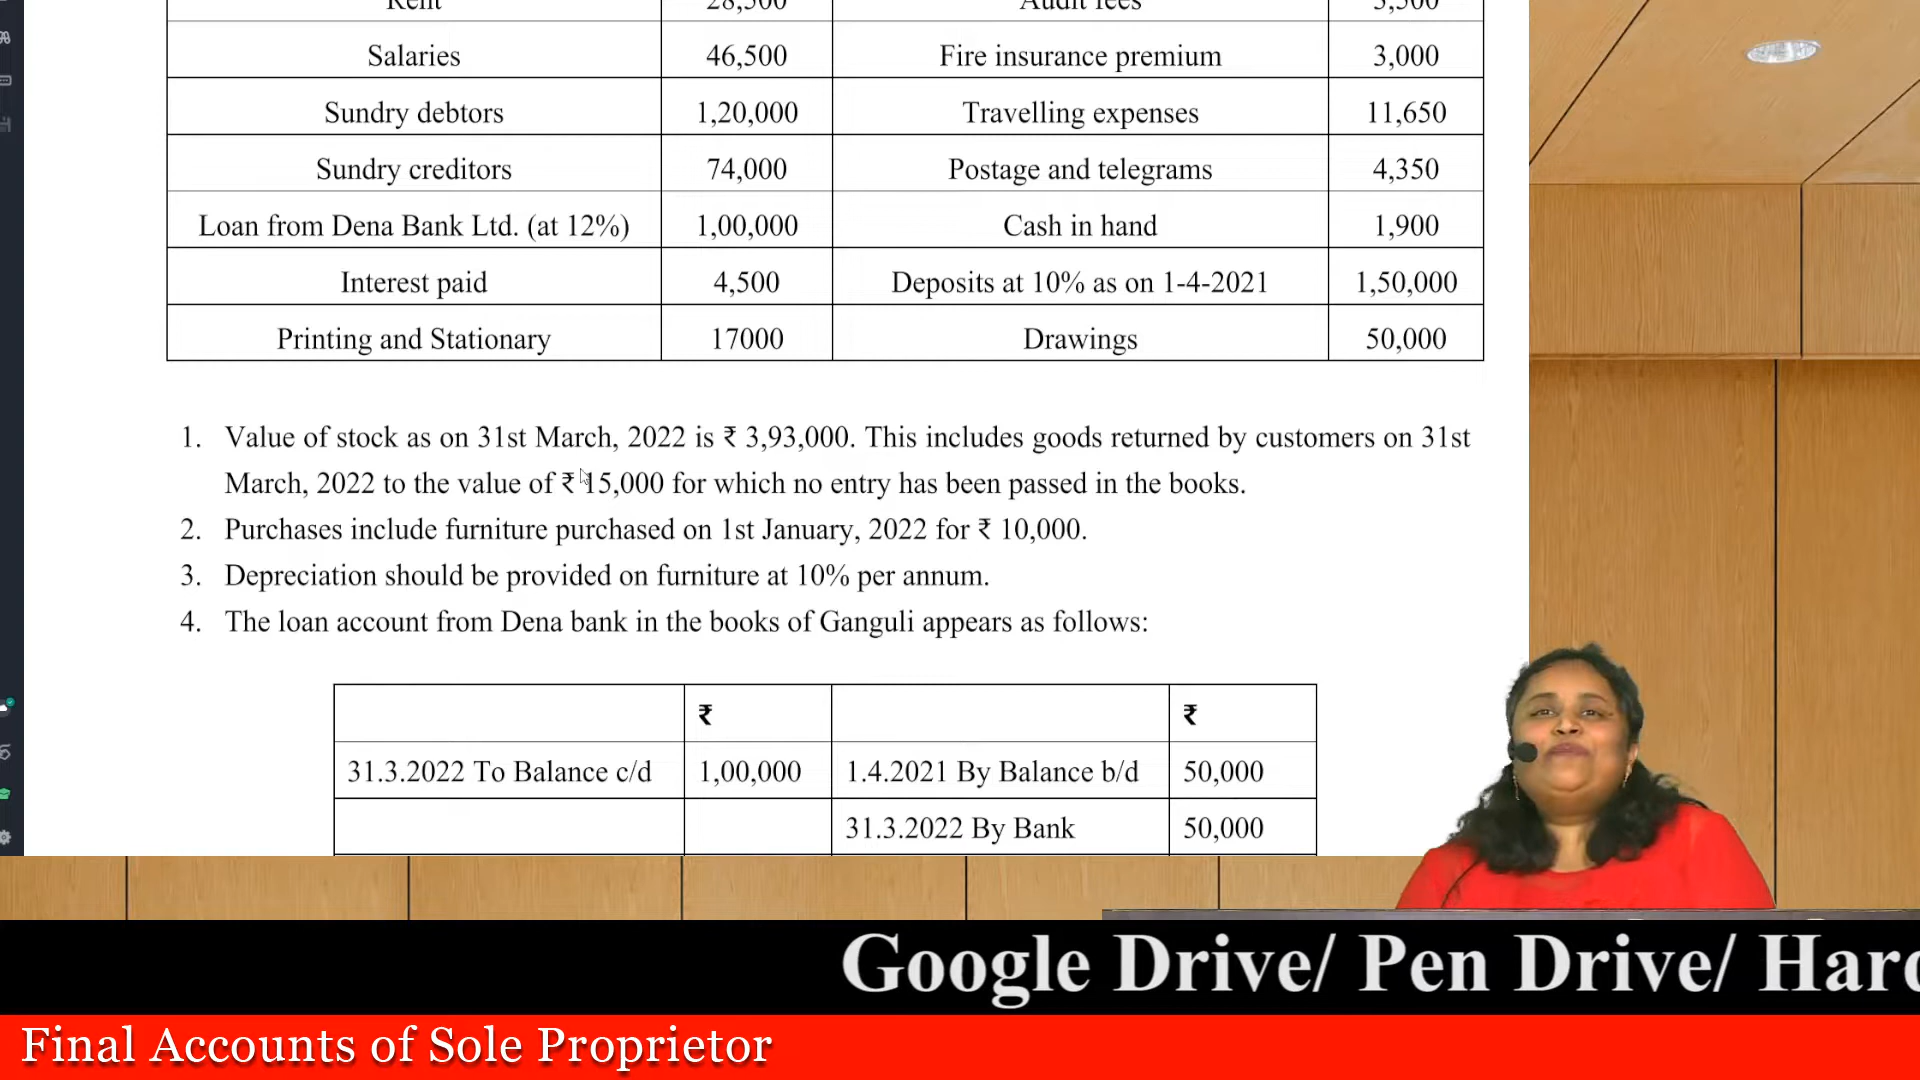 Rent 28,500 Audit fees 3,500
Salaries 46,500 Fire insurance premium 3,000
Sundry debtors 1,20,000 Travelling expenses 11,650
Sundry creditors 74,000 Postage and telegrams 4,350
Loan from Dena Bank Ltd. (at 12%) 1,00,000 Cash in hand 1,900
Interest paid 4,500 Deposits at 10% as on 1-4-2021 1,50,000
Printing and Stationary 17000 Drawings 50,000
1. Value of stock as on 31st March, 2022 is ₹ 3,93,000. This includes goods returned by customers on 31st
March, 2022 to the value of ₹ 15,000 for which no entry has been passed in the books.
2. Purchases include furniture purchased on 1st January, 2022 for ₹ 10,000.
3. Depreciation should be provided on furniture at 10% per annum.
4. The loan account from Dena bank in the books of Ganguli appears as follows:
₹ ₹
31.3.2022 To Balance c/d 1,00,000 1.4.2021 By Balance b/d 50,000
31.3.2022 By Bank 50,000
Google Drive/ Pen Drive/ Hard
Final Accounts of Sole Proprietor